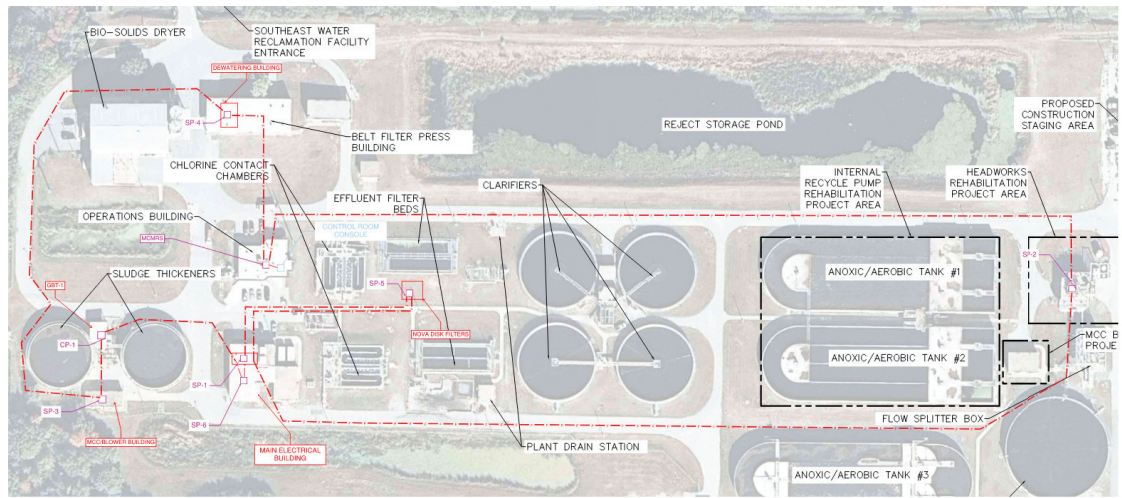 BIO-SOLIDS DRYER
SOUTHEAST WATER
RECLAMATION FACILITY
ENTRANCE
DEWATERING BUILDING
SP-4
BELT FILTER PRESS
BUILDING
REJECT STORAGE POND
PROPOSED
CONSTRUCTION
STAGING AREA
CHLORINE CONTACT
CHAMBERS
EFFLUENT FILTER
BEDS
CLARIFIERS
INTERNAL
RECYCLE PUMP
REHABILITATION
PROJECT AREA
HEADWORKS
REHABILITATION
PROJECT AREA
OPERATIONS BUILDING
CONTROL ROOM
CONSOLE
MCMRS
SLUDGE THICKENERS
SP-5
ANOXIC/AEROBIC TANK #1
SP-2
GBT-1
NOVA DISK FILTERS
CP-1
MCC B
PROJE
ANOXIC/AEROBIC TANK #2
SP-1
SP-3
SP-6
FLOW SPLITTER BOX
MCC/BLOWER BUILDING
MAIN ELECTRICAL
BUILDING
PLANT DRAIN STATION
ANOXIC/AEROBIC TANK #3